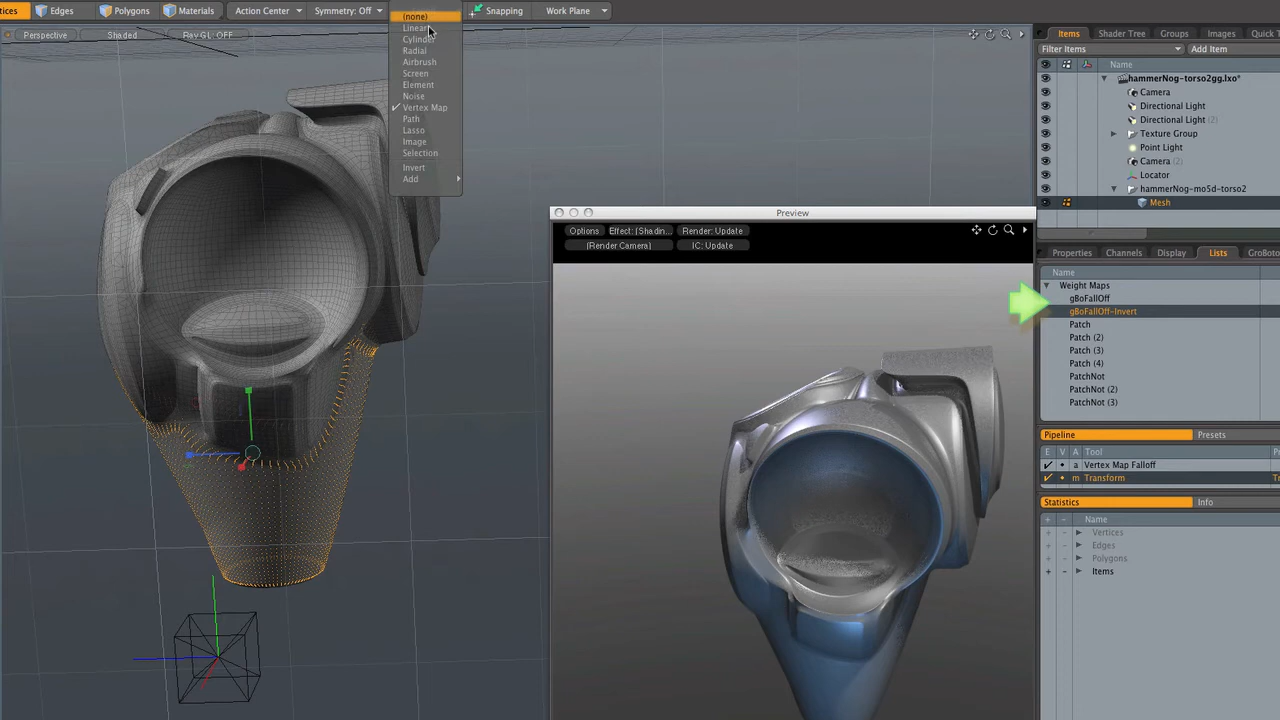 tices Edges Polygons Materials Action Center Symmetry: Off Snapping Work Plane
Perspective Shaded Ray GL: OFF
(none)
Linear
Cylinder
Radial
Airbrush
Screen
Element
Noise
Vertex Map
Path
Lasso
Image
Selection
Invert
Add
Preview
Options Effect: (Shadin... Render: Update
(Render Camera) IC: Update
Items Shader Tree Groups Images Quick T
Filter Items Add Item
Name
hammerNog-torso2gg.lxo*
Camera
Directional Light
Directional Light (2)
Texture Group
Point Light
Camera (2)
Locator
hammerNog-mo5d-torso2
Mesh
Properties Channels Display Lists GroBoto
Name
Weight Maps
gBoFallOff
gBoFallOff-Invert
Patch
Patch (2)
Patch (3)
Patch (4)
PatchNot
PatchNot (2)
PatchNot (3)
Pipeline Presets
E V A Tool
a Vertex Map Falloff
m Transform Tr
Statistics Info
Name
Vertices
Edges
Polygons
Items